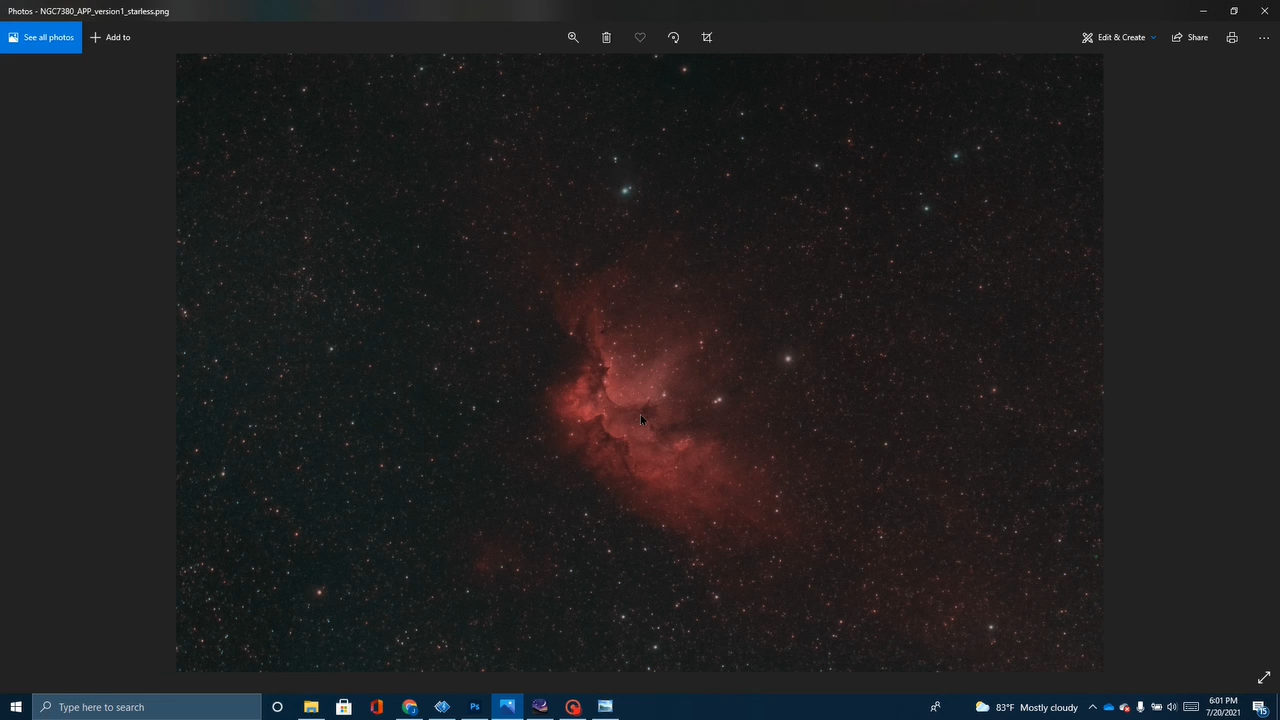 Photos - NGC7380_APP_version1_starless.png
See all photos
Add to
Edit & Create
Share
Type here to search
Ps
83°F Mostly cloudy
6:01 PM
7/20/2021
15